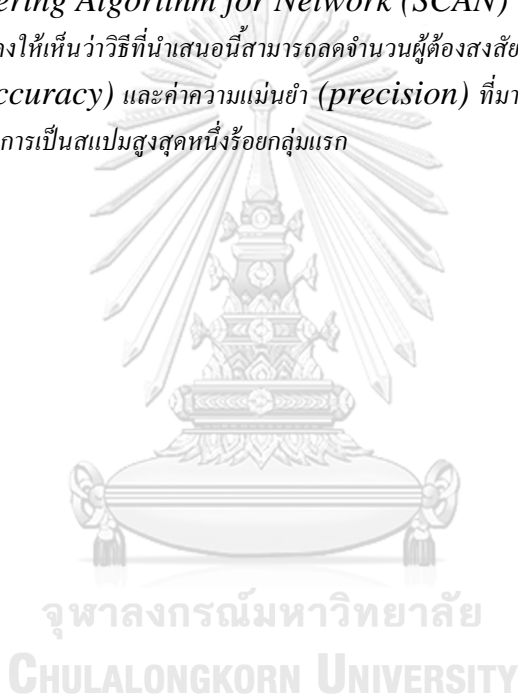 ering Algorithm for Network (SCAN)
งให้เห็นว่าวิธีที่นำเสนอนี้สามารถลดจำนวนผู้ต้องสงสัย
ccuracy) และค่าความแม่นยำ (precision) ที่มา
การเป็นสแปมสูงสุดหนึ่งร้อยกลุ่มแรก
จุฬาลงกรณ์มหาวิทยาลัย
CHULALONGKORN UNIVERSITY